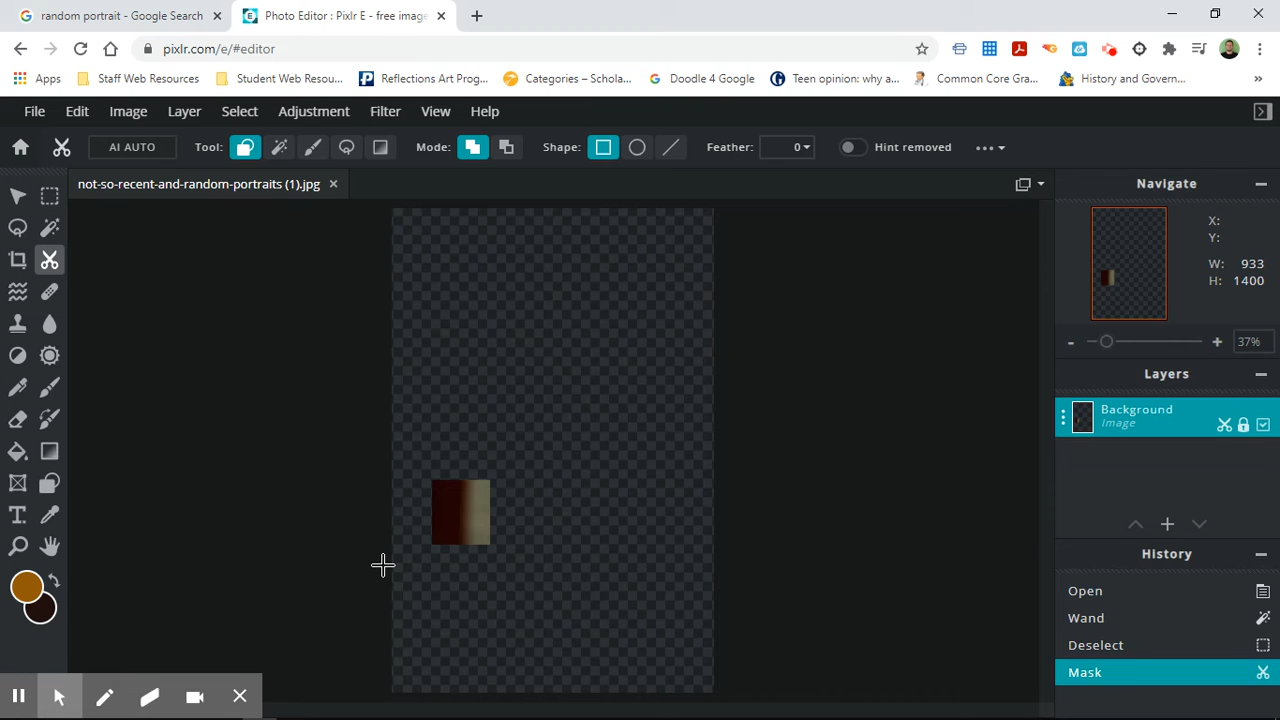 random portrait - Google Search
Photo Editor : Pixlr E - free image
pixlr.com/e/#editor
Apps
Staff Web Resources
Student Web Resou...
Reflections Art Prog...
Categories – Schola...
Doodle 4 Google
Teen opinion: why a...
Common Core Gra...
History and Govern...
»
File
Edit
Image
Layer
Select
Adjustment
Filter
View
Help
AI AUTO
Tool:
Mode:
Shape:
Feather:
0
Hint removed
not-so-recent-and-random-portraits (1).jpg
Navigate
X:
Y:
W: 933
H: 1400
37%
Layers
Background
Image
History
Open
Wand
Deselect
Mask